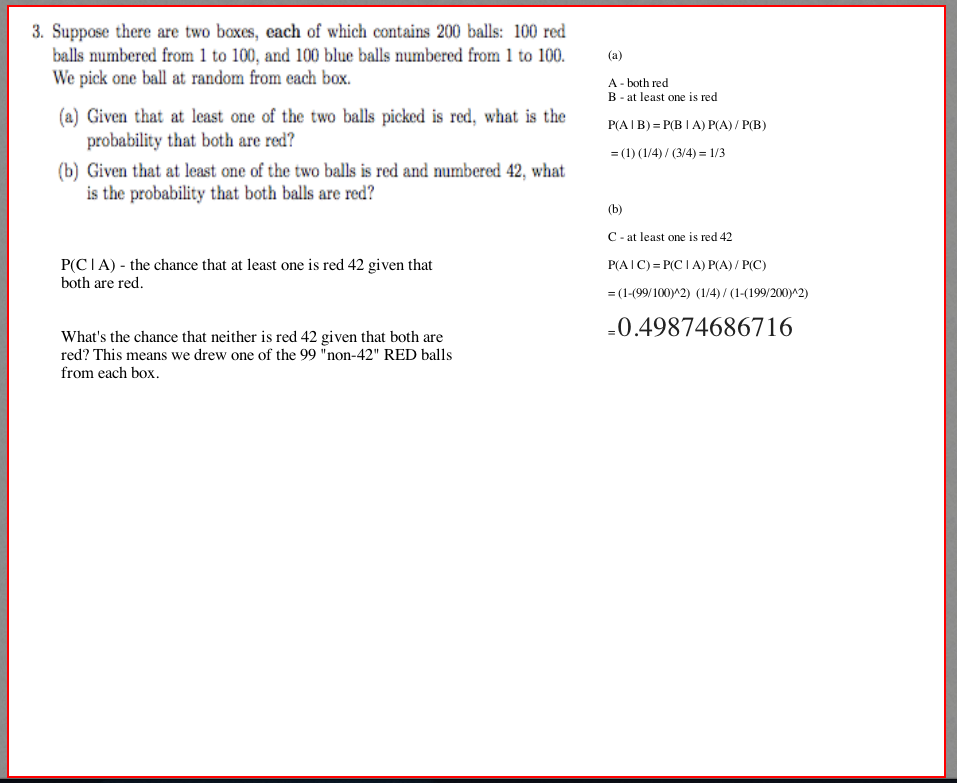 3. Suppose there are two boxes, each of which contains 200 balls: 100 red
balls numbered from 1 to 100, and 100 blue balls numbered from 1 to 100.
We pick one ball at random from each box.
(a) Given that at least one of the two balls picked is red, what is the
probability that both are red?
(b) Given that at least one of the two balls is red and numbered 42, what
is the probability that both balls are red?
P(C | A) - the chance that at least one is red 42 given that
both are red.
What's the chance that neither is red 42 given that both are
red? This means we drew one of the 99 "non-42" RED balls
from each box.
(a)
A - both red
B - at least one is red
P(A | B) = P(B | A) P(A) / P(B)
= (1) (1/4) / (3/4) = 1/3
(b)
C - at least one is red 42
P(A | C) = P(C | A) P(A) / P(C)
= (1-(99/100)^2) (1/4) / (1-(199/200)^2)
=0.49874686716